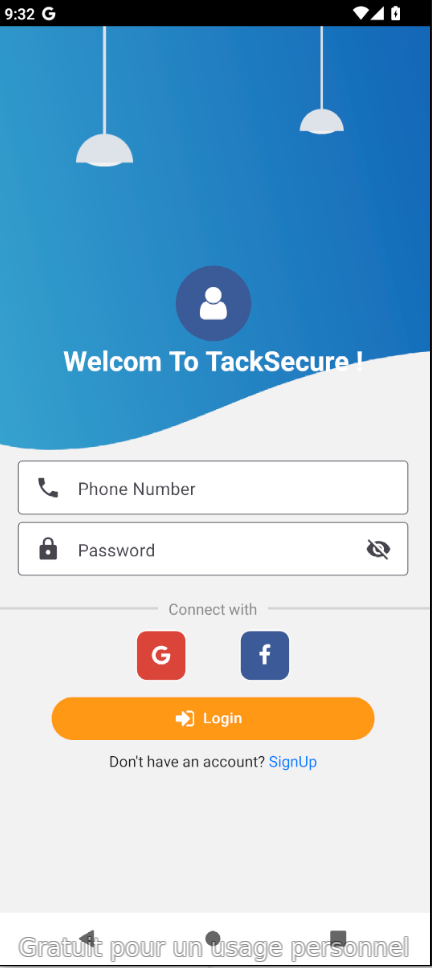 9:32 G
Welcom To TackSecure !
Phone Number
Password
Connect with
G f
Login
Don't have an account? SignUp
Gratuit pour un usage personnel